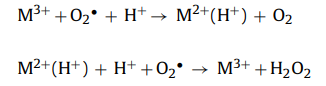 M³⁺ + O₂• + H⁺ → M²⁺(H⁺) + O₂
M²⁺(H⁺) + H⁺ + O₂• → M³⁺ + H₂O₂